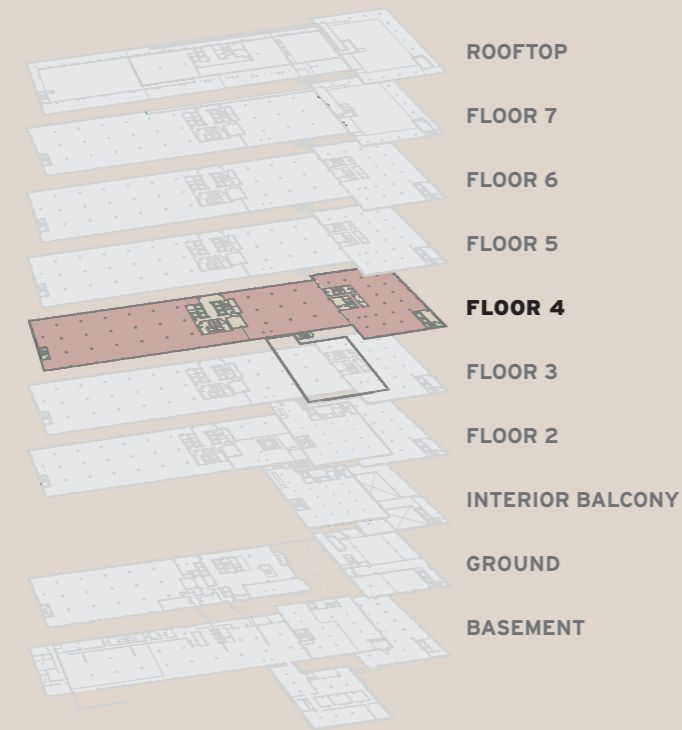 ROOFTOP
FLOOR 7
FLOOR 6
FLOOR 5
FLOOR 4
FLOOR 3
FLOOR 2
INTERIOR BALCONY
GROUND
BASEMENT